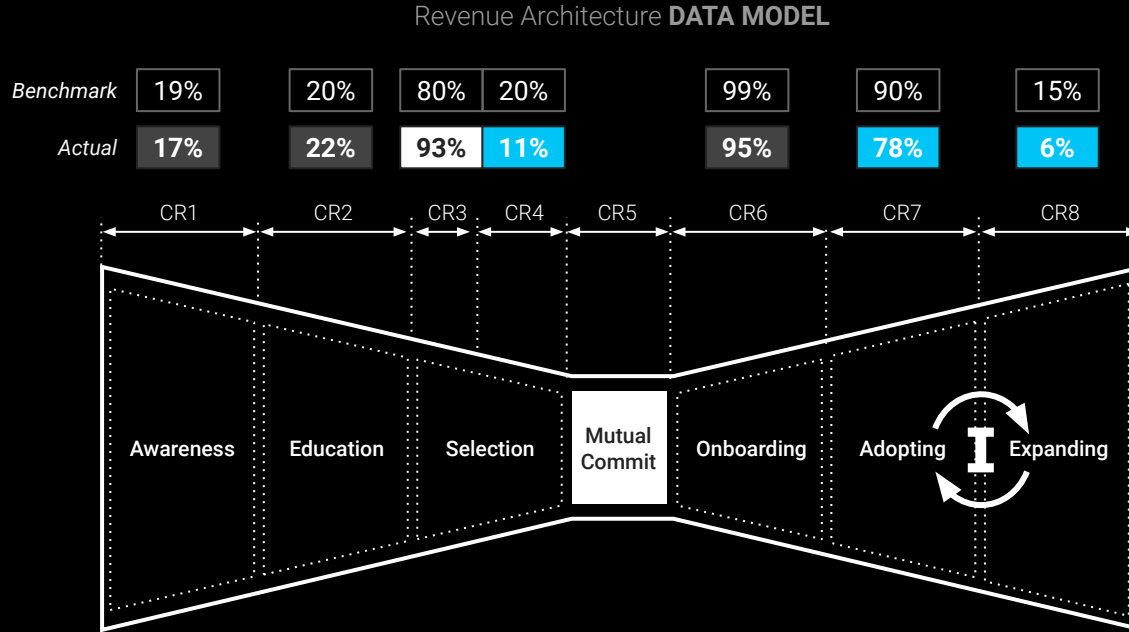 Revenue Architecture DATA MODEL
Benchmark 19% 20% 80% 20% 99% 90% 15%
Actual 17% 22% 93% 11% 95% 78% 6%
CR1 CR2 CR3 CR4 CR5 CR6 CR7 CR8
Awareness Education Selection Mutual Commit Onboarding Adopting I Expanding